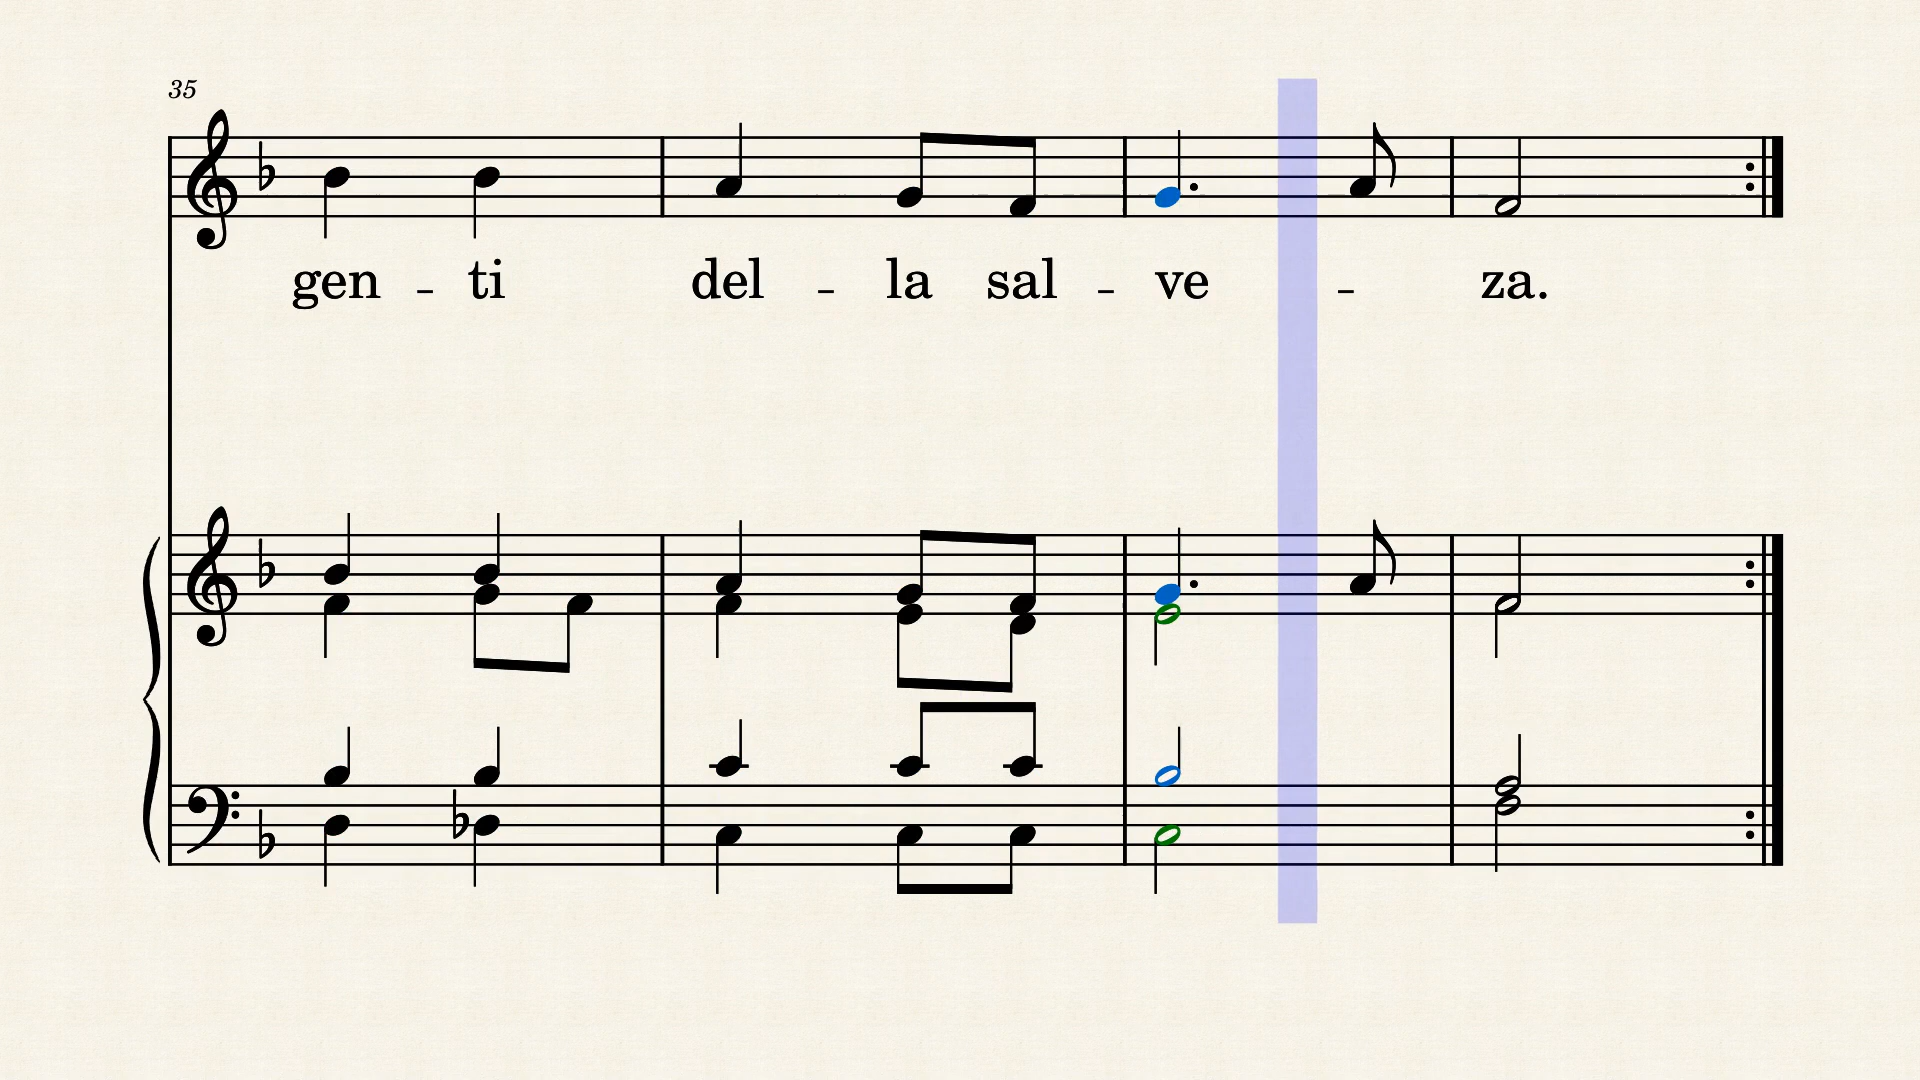 35
gen - ti del - la sal - ve - za.